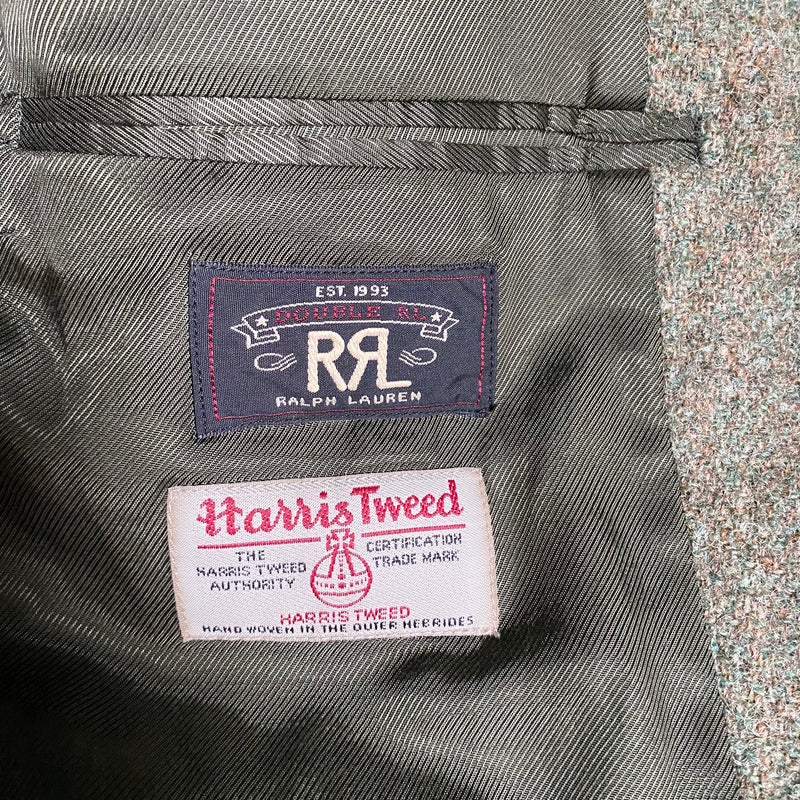 EST. 1993
DOUBLE RL
RRL
RALPH LAUREN
Harris Tweed
THE
HARRIS TWEED
AUTHORITY
CERTIFICATION
TRADE MARK
HARRIS TWEED
HAND WOVEN IN THE OUTER HEBRIDES